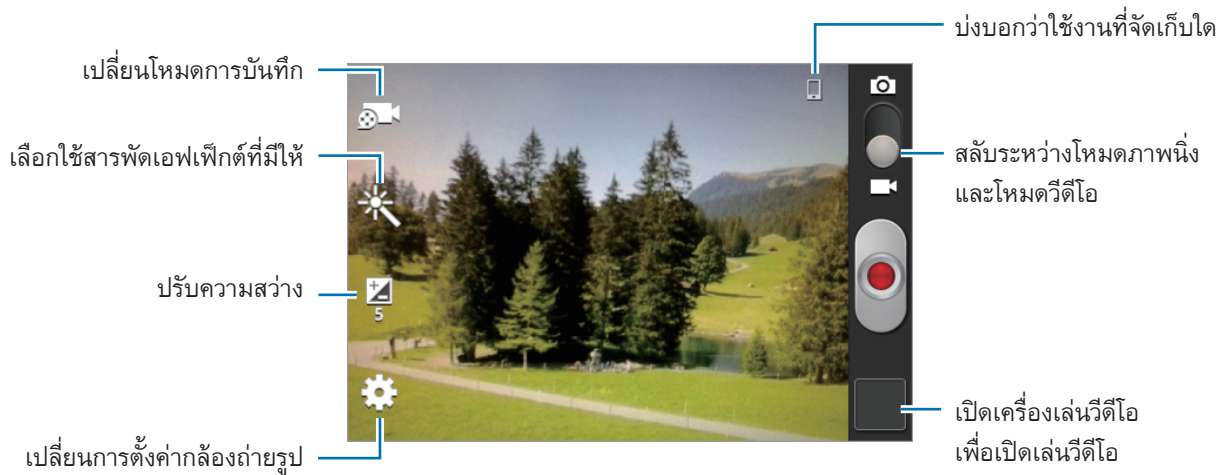 บ่งบอกว่าใช้งานที่จัดเก็บใด
เปลี่ยนโหมดการบันทึก
เลือกใช้สารพัดเอฟเฟ็กต์ที่มีให้
สลับระหว่างโหมดภาพนิ่ง
และโหมดวีดีโอ
ปรับความสว่าง
5
เปิดเครื่องเล่นวีดีโอ
เพื่อเปิดเล่นวีดีโอ
เปลี่ยนการตั้งค่ากล้องถ่ายรูป